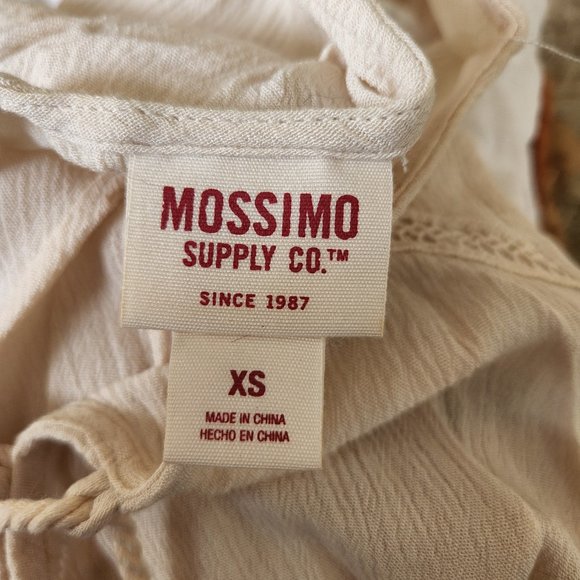 MOSSIMO
SUPPLY CO.™
SINCE 1987
XS
MADE IN CHINA
HECHO EN CHINA